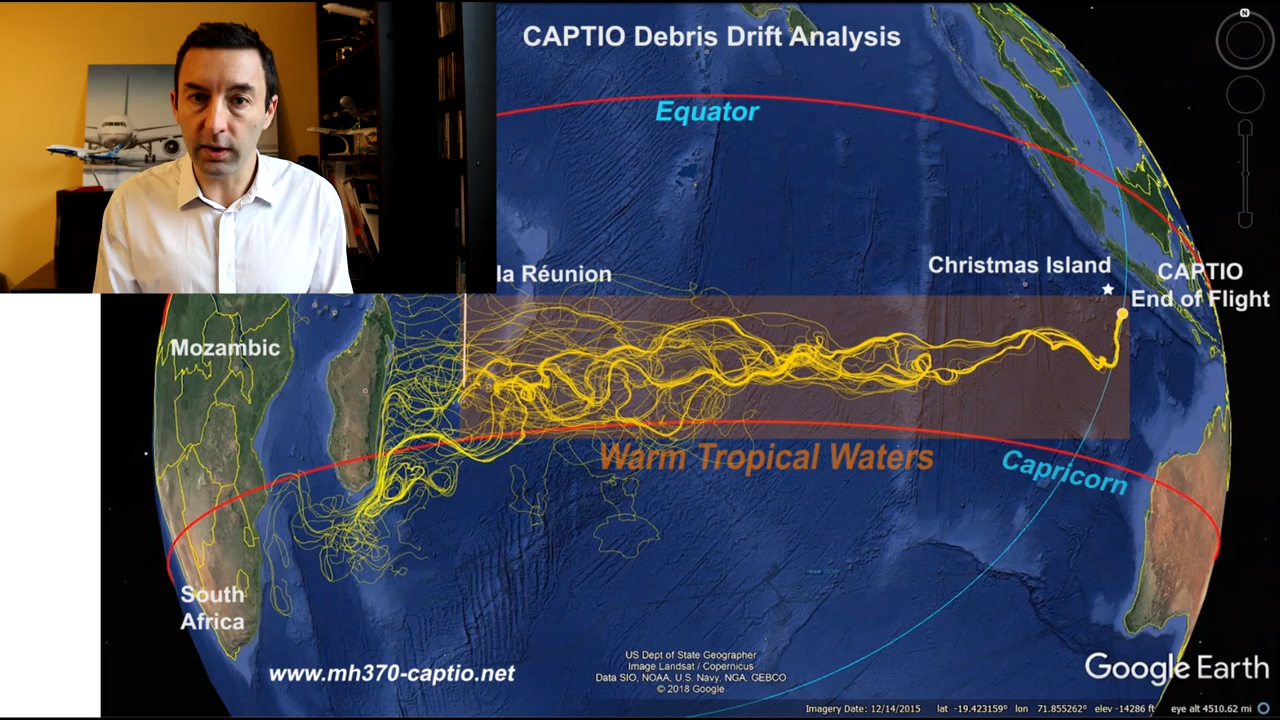 CAPTIO Debris Drift Analysis
N
Equator
la Réunion
Christmas Island
CAPTIO
End of Flight
Mozambic
Warm Tropical Waters
Capricorn
South
Africa
www.mh370-captio.net
US Dept of State Geographer
Image Landsat / Copernicus
Data SIO, NOAA, U.S. Navy, NGA, GEBCO
© 2018 Google
Google Earth
Imagery Date: 12/14/2015 lat -19.423159° lon 71.855262° elev -14286 ft eye alt 4510.62 mi